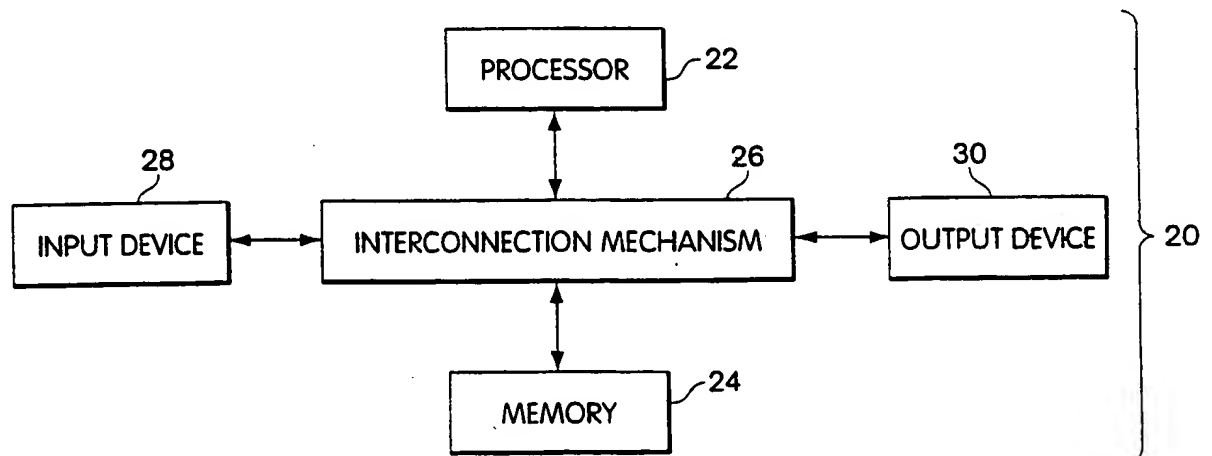 PROCESSOR
22
28
26
30
INPUT DEVICE
INTERCONNECTION MECHANISM
OUTPUT DEVICE
20
MEMORY
24